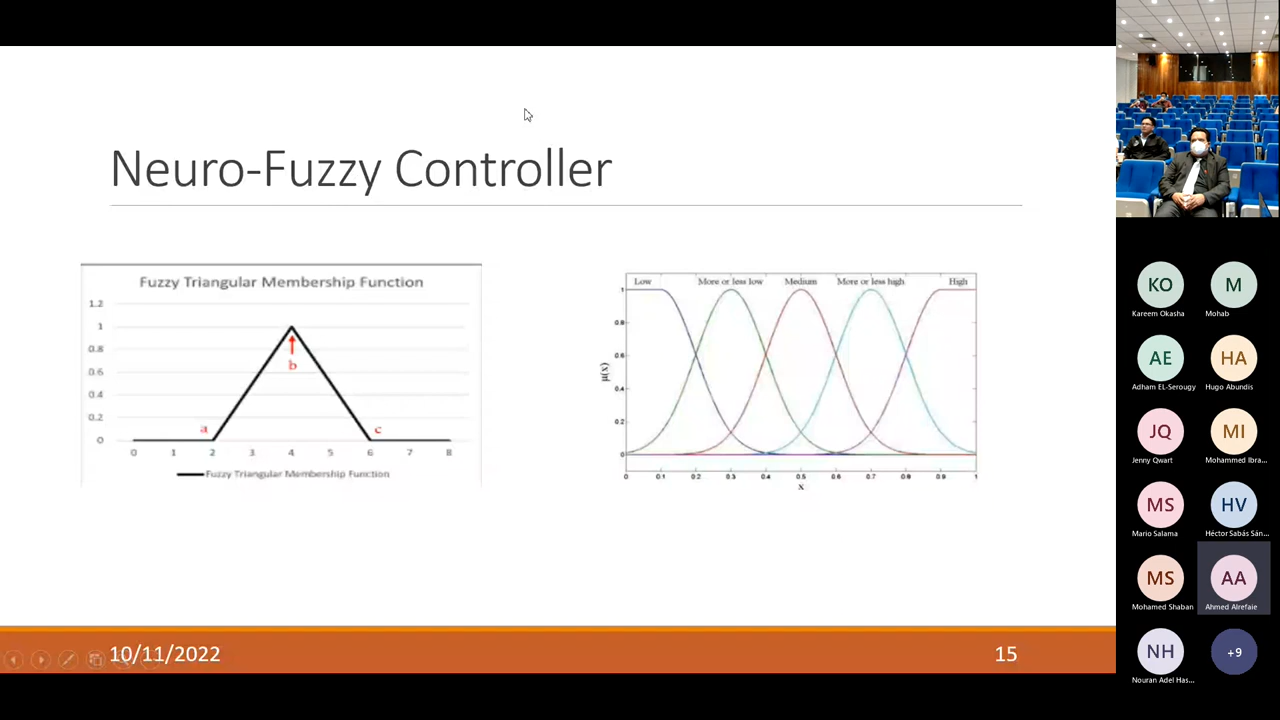 Neuro-Fuzzy Controller
Fuzzy Triangular Membership Function
1.2
1
0.8
0.6
0.4
0.2
0
b
a
c
0 1 2 3 4 5 6 7 8
Fuzzy Triangular Membership Function
Low More or less low Medium More or less high High
1
0.8
0.6
0.4
0.2
0
μ(x)
0 0.1 0.2 0.3 0.4 0.5 0.6 0.7 0.8 0.9 1
x
10/11/2022
15
KO M
Kareem Okasha Mohab
AE HA
Adham EL-Serougy Hugo Abundis
JQ MI
Jenny Qwart Mohammed Ibra...
MS HV
Mario Salama Héctor Sabás Sán...
MS AA
Mohamed Shaban Ahmed Alrefaie
NH +9
Nouran Adel Has...